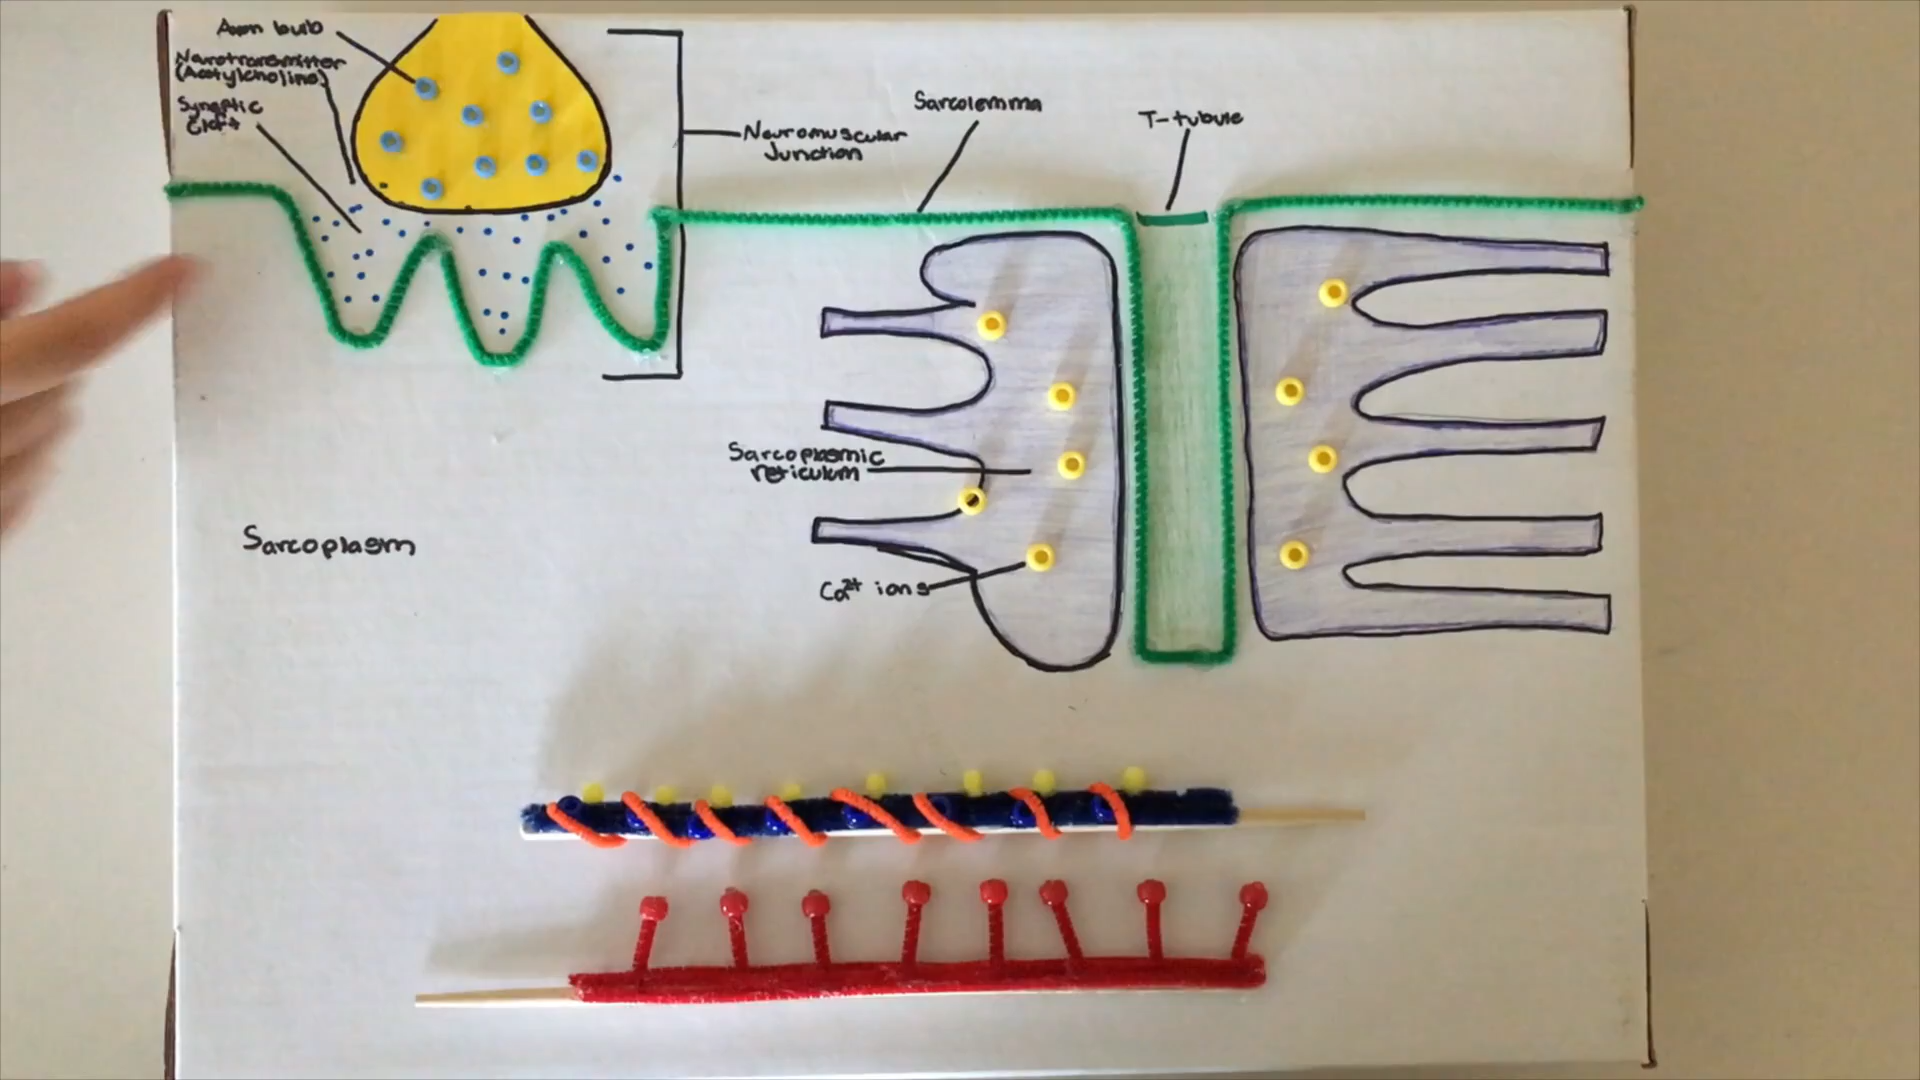 Axon bulb
Neurotransmitter
(Acetylcholine)
Synaptic
Cleft
Neuromuscular
Junction
Sarcolemma
T-tubule
Sarcoplasmic
reticulum
Ca²⁺ ions
Sarcoplasm